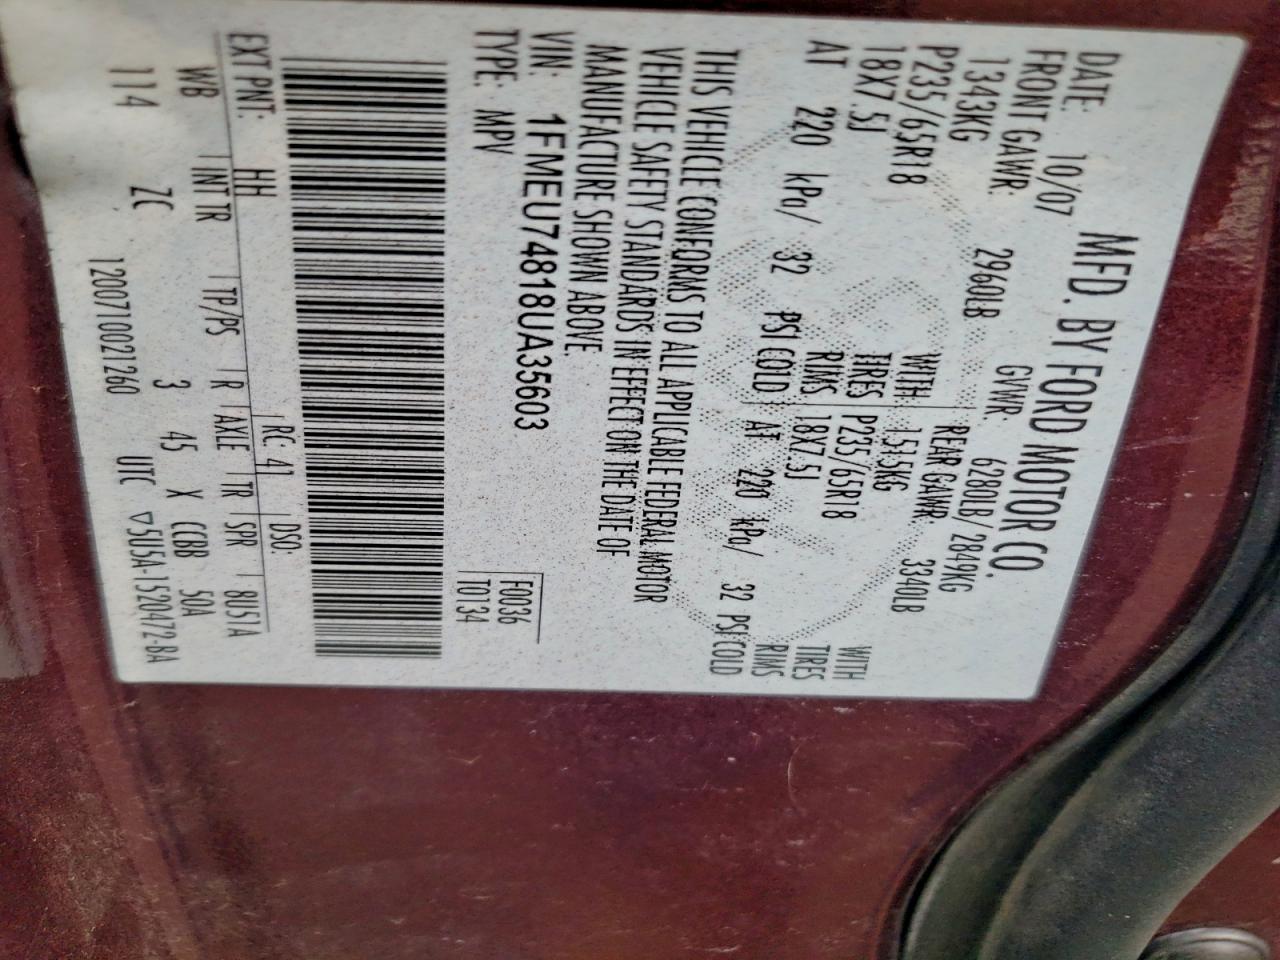 MFD. BY FORD MOTOR CO.
DATE: 10/07 GVWR: 6280LB/ 2849KG
FRONT GAWR: 2960LB REAR GAWR: 3340LB
1343KG WITH 1515KG WITH
P235/65R18 TIRES P235/65R18 TIRES
18X7.5J RIMS 18X7.5J RIMS
AT 220 kPa/ 32 PSI COLD AT 220 kPa/ 32 PSI COLD
THIS VEHICLE CONFORMS TO ALL APPLICABLE FEDERAL MOTOR
VEHICLE SAFETY STANDARDS IN EFFECT ON THE DATE OF
MANUFACTURE SHOWN ABOVE.
VIN: 1FMEU74818UA35603
TYPE: MPV
F0036
T0134
EXT PNT: HH RC: 41 DSO:
WB INT TR TP/PS R AXLE TR SPR BUS1A
114 ZC 3 45 X CCBB 50A
1200710021260 UTC ▽5U5A-1520472-BA